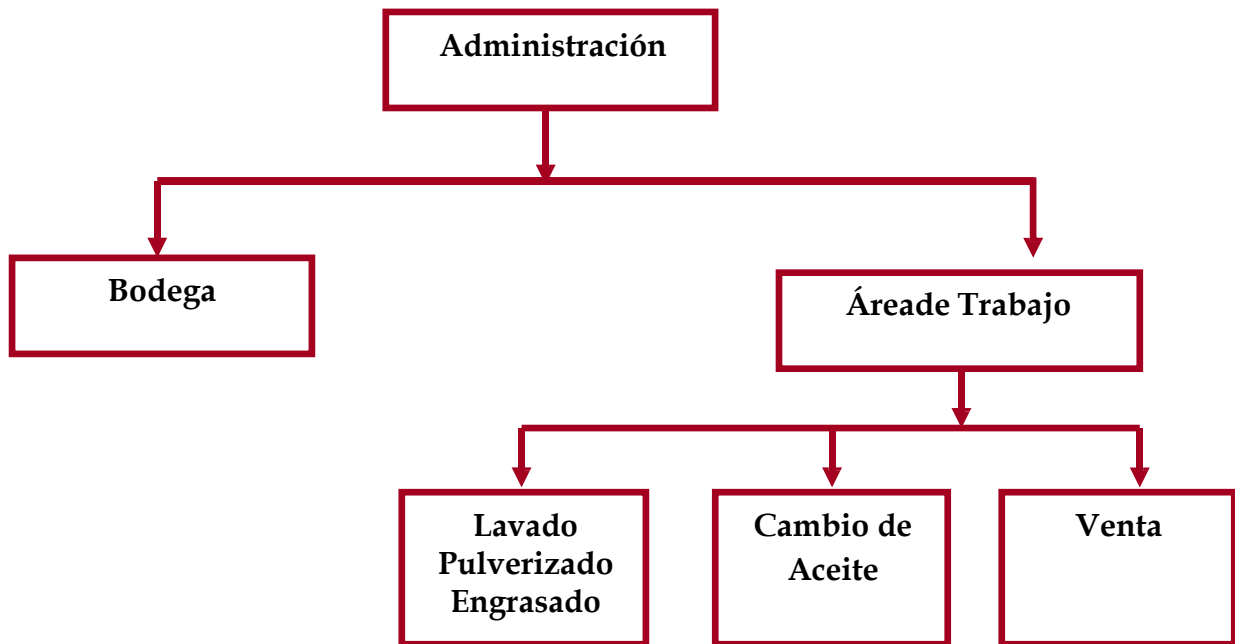 Administración
Bodega
Áreade Trabajo
Lavado
Pulverizado
Engrasado
Cambio de
Aceite
Venta